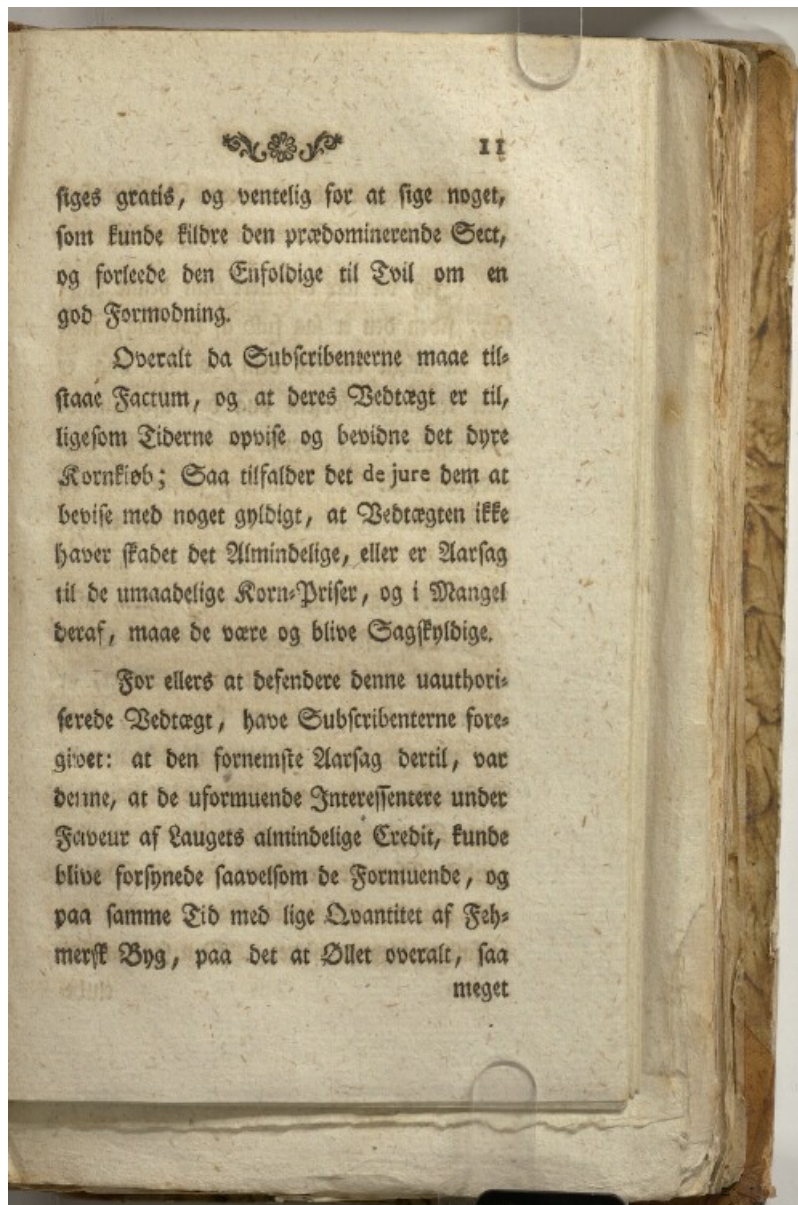 11
siges gratis, og ventelig for at sige noget,
som kunde kildre den prædominerende Sect,
og forleede den Enfoldige til Tvil om en
god Formodning.
Overalt da Subscribenterne maae til-
staae Factum, og at deres Vedtægt er til,
ligesom Tiderne opvise og bevidne det dyre
Kornkiøb; Saa tilfalder det de jure dem at
bevise med noget gyldigt, at Vedtægten ikke
haver skadet det Almindelige, eller er Aarsag
til de umaadelige Korn-Priser, og i Mangel
deraf, maae de være og blive Sagskyldige.
For ellers at defendere denne uauthori-
serede Vedtægt, have Subscribenterne fore-
givet: at den fornemste Aarsag dertil, var
denne, at de uformuende Interessentere under
Faveur af Laugets almindelige Credit, kunde
blive forsynede saavelsom de Formuende, og
paa samme Tid med lige Qvantitet af Feh-
mersk Byg, paa det at Øllet overalt, saa
meget